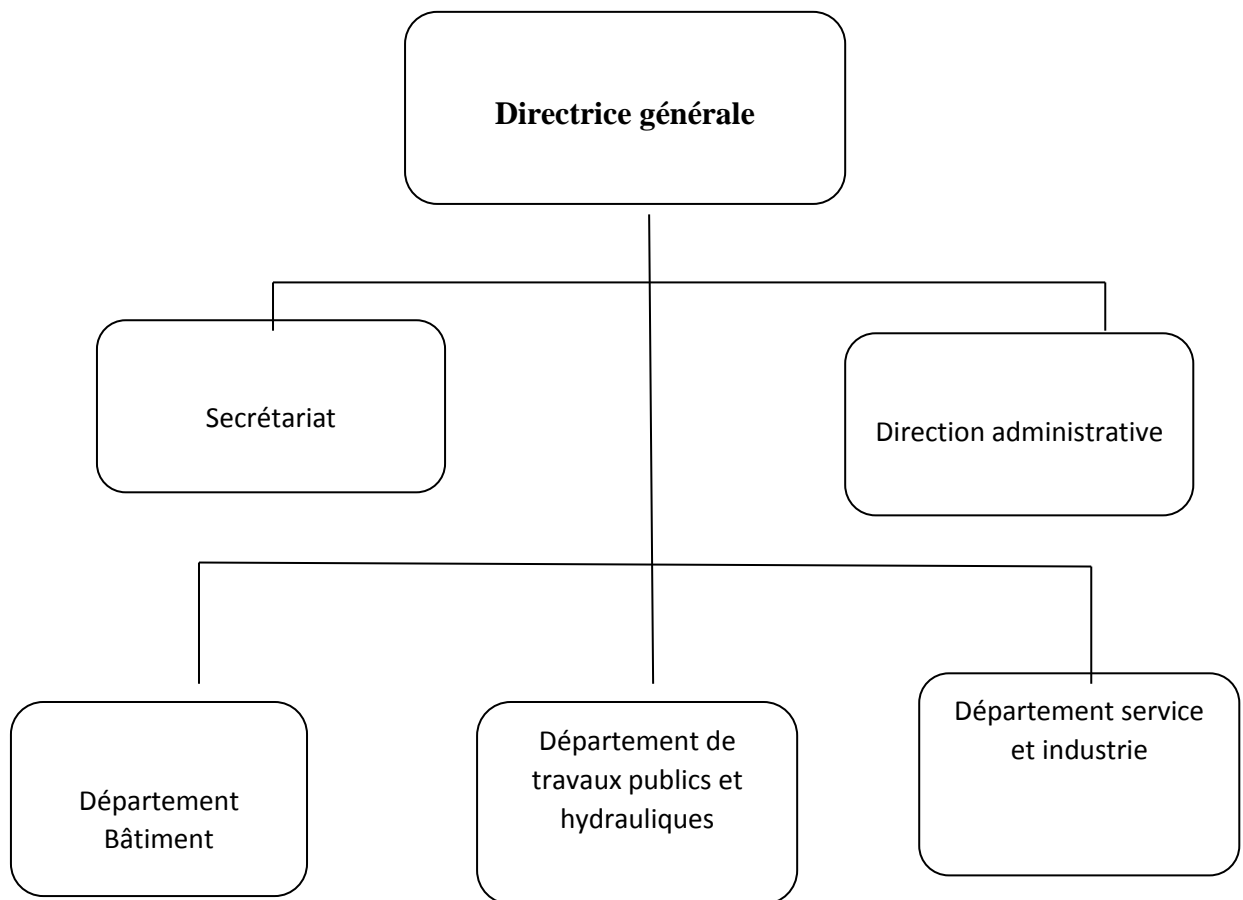 Directrice générale
Secrétariat
Direction administrative
Département
Bâtiment
Département de
travaux publics et
hydrauliques
Département service
et industrie